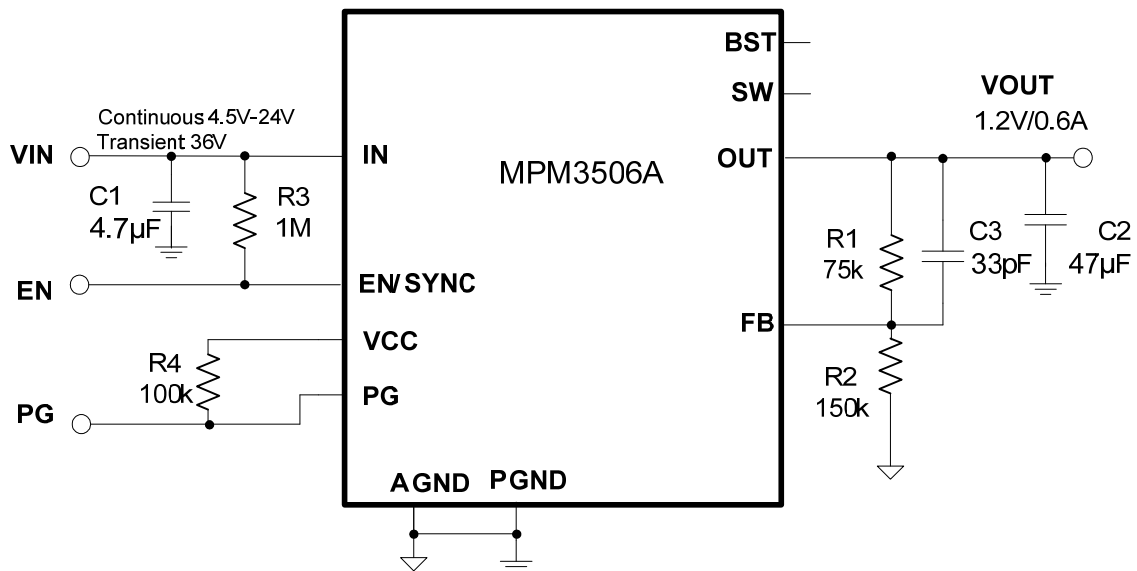 BST
SW
VOUT
1.2V/0.6A
Continuous 4.5V-24V
Transient 36V
VIN
IN
MPM3506A
OUT
C1
4.7µF
R3
1M
R1
75k
C3
33pF
C2
47µF
EN
EN/SYNC
FB
VCC
R4
100k
PG
PG
R2
150k
AGND
PGND